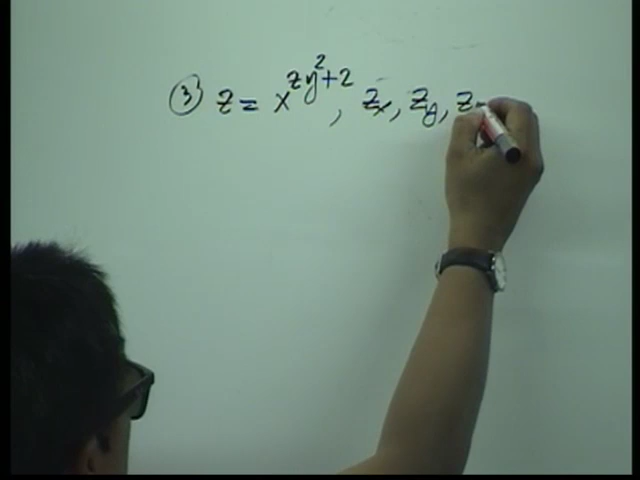 ③ z = x^{zy²+2}, z_x, z_y, z